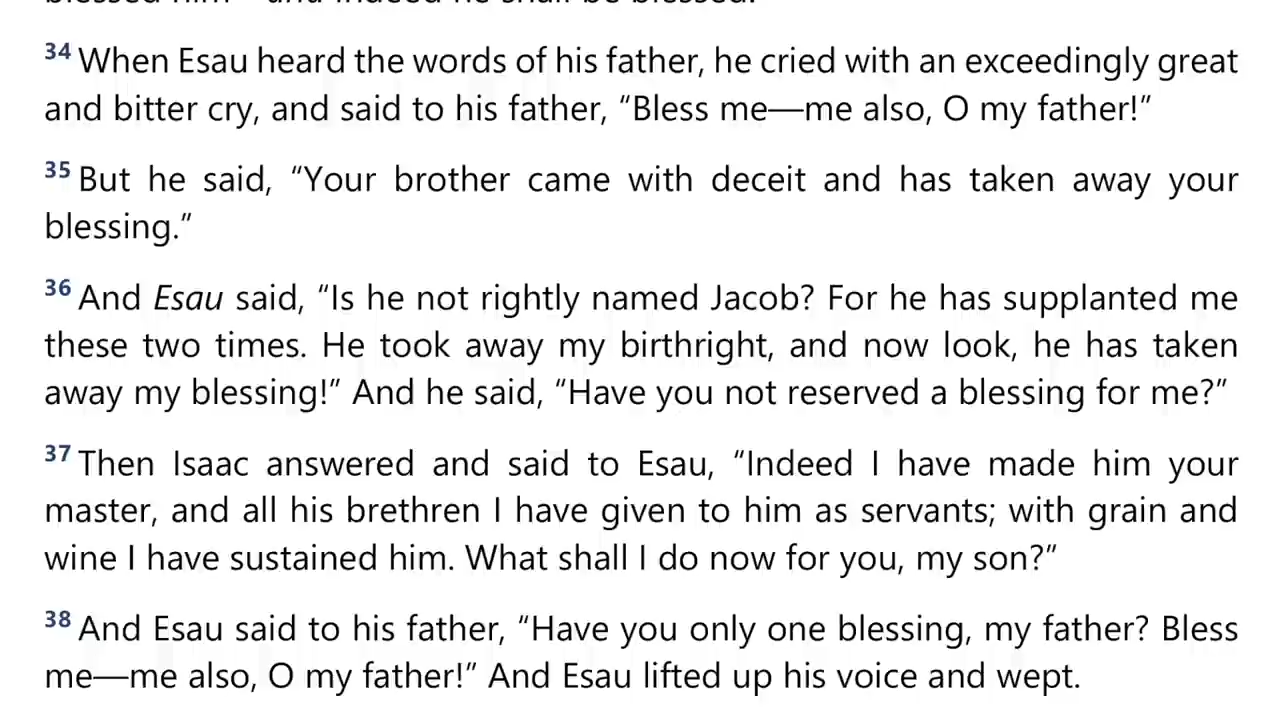 blessed him—and indeed he shall be blessed.”
34 When Esau heard the words of his father, he cried with an exceedingly great
and bitter cry, and said to his father, “Bless me—me also, O my father!”
35 But he said, “Your brother came with deceit and has taken away your
blessing.”
36 And Esau said, “Is he not rightly named Jacob? For he has supplanted me
these two times. He took away my birthright, and now look, he has taken
away my blessing!” And he said, “Have you not reserved a blessing for me?”
37 Then Isaac answered and said to Esau, “Indeed I have made him your
master, and all his brethren I have given to him as servants; with grain and
wine I have sustained him. What shall I do now for you, my son?”
38 And Esau said to his father, “Have you only one blessing, my father? Bless
me—me also, O my father!” And Esau lifted up his voice and wept.